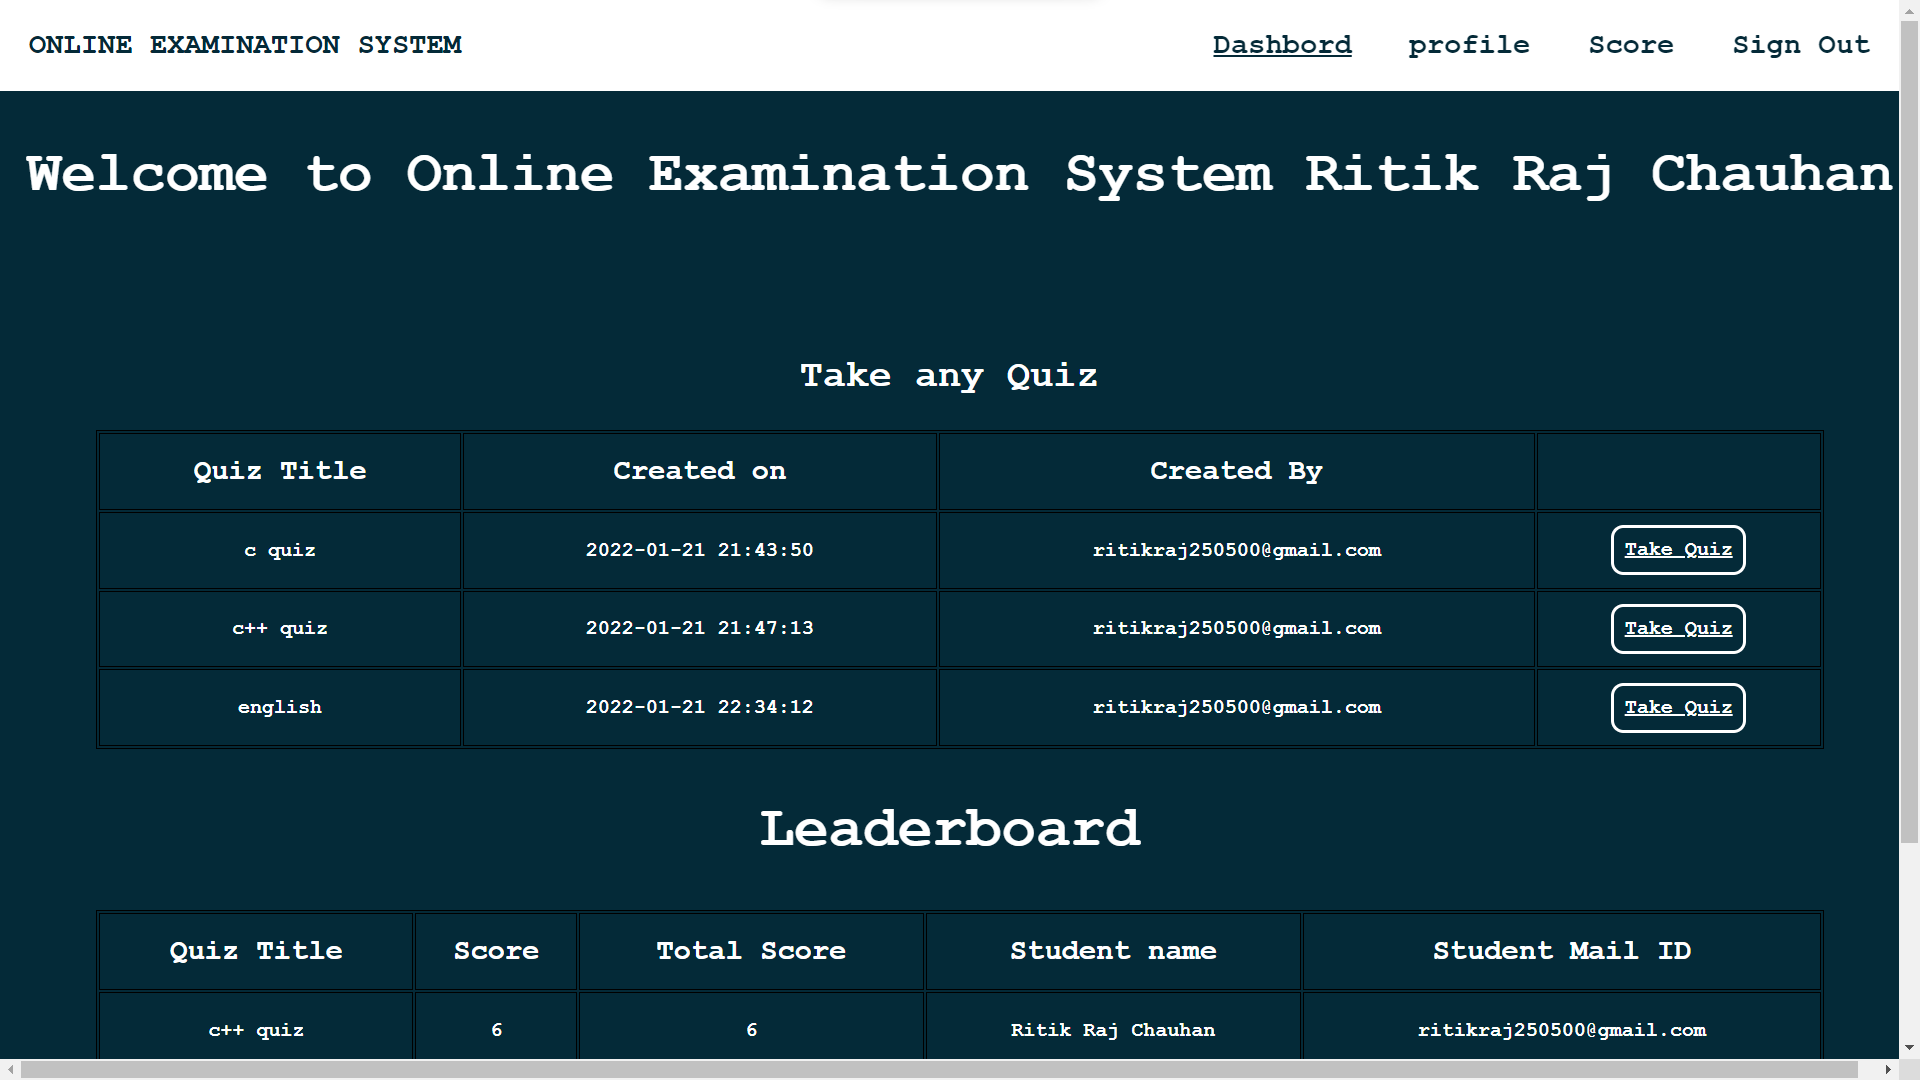 ONLINE EXAMINATION SYSTEM Dashbord profile Score Sign Out
Welcome to Online Examination System Ritik Raj Chauhan
Take any Quiz
Quiz Title Created on Created By
c quiz 2022-01-21 21:43:50 ritikraj250500@gmail.com Take Quiz
c++ quiz 2022-01-21 21:47:13 ritikraj250500@gmail.com Take Quiz
english 2022-01-21 22:34:12 ritikraj250500@gmail.com Take Quiz
Leaderboard
Quiz Title Score Total Score Student name Student Mail ID
c++ quiz 6 6 Ritik Raj Chauhan ritikraj250500@gmail.com